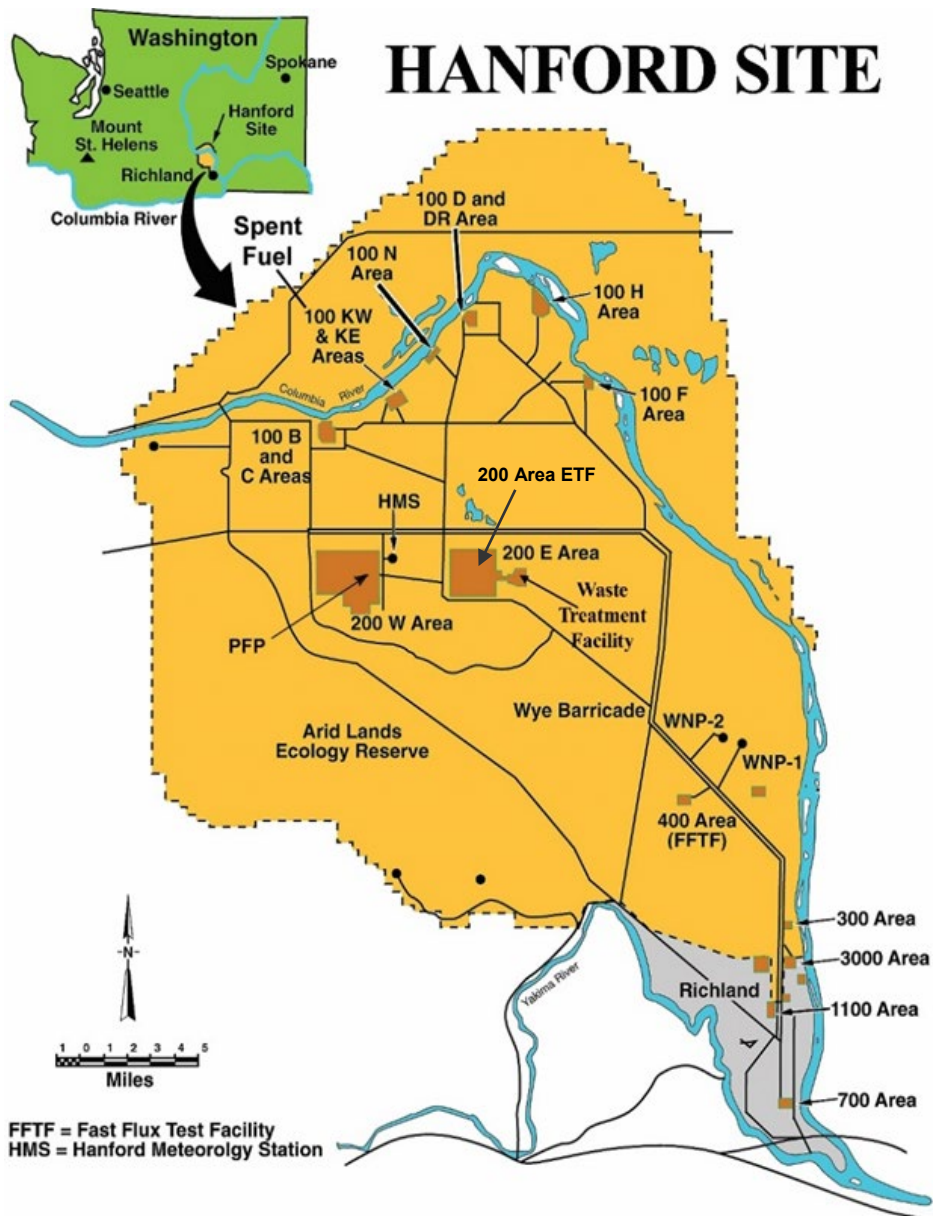 HANFORD SITE
Washington
Spokane
Seattle
Hanford
Site
Mount
St. Helens
Richland
Columbia River
Spent
Fuel
100 D and
DR Area
100 N
Area
100 H
Area
100 KW
& KE
Areas
Columbia River
100 F
Area
100 B
and
C Areas
200 Area ETF
HMS
200 E Area
Waste
Treatment
Facility
200 W Area
PFP
Wye Barricade
WNP-2
Arid Lands
Ecology Reserve
WNP-1
400 Area
(FFTF)
300 Area
-N-
3000 Area
Yakima River
Richland
1100 Area
1 0 1 2 3 4 5
Miles
700 Area
FFTF = Fast Flux Test Facility
HMS = Hanford Meteorolgy Station